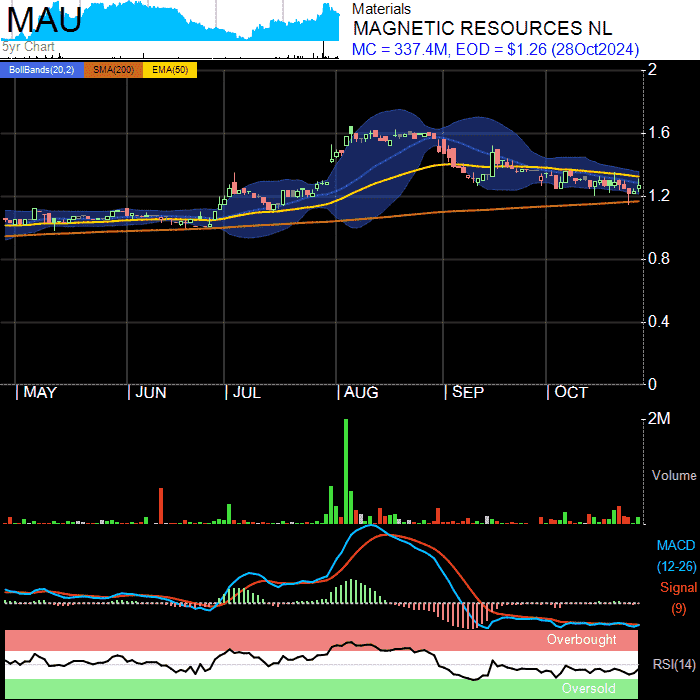 MAU
5yr Chart
Materials
MAGNETIC RESOURCES NL
MC = 337.4M, EOD = $1.26 (28Oct2024)
BollBands(20,2) SMA(200) EMA(50)
2
1.6
1.2
0.8
0.4
0
MAY JUN JUL AUG SEP OCT
2M
Volume
MACD
(12-26)
Signal
(9)
Overbought
RSI(14)
Oversold